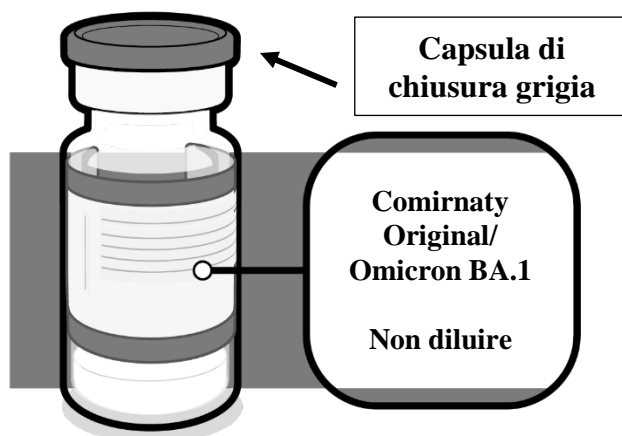 Capsula di
chiusura grigia
Comirnaty
Original/
Omicron BA.1
Non diluire